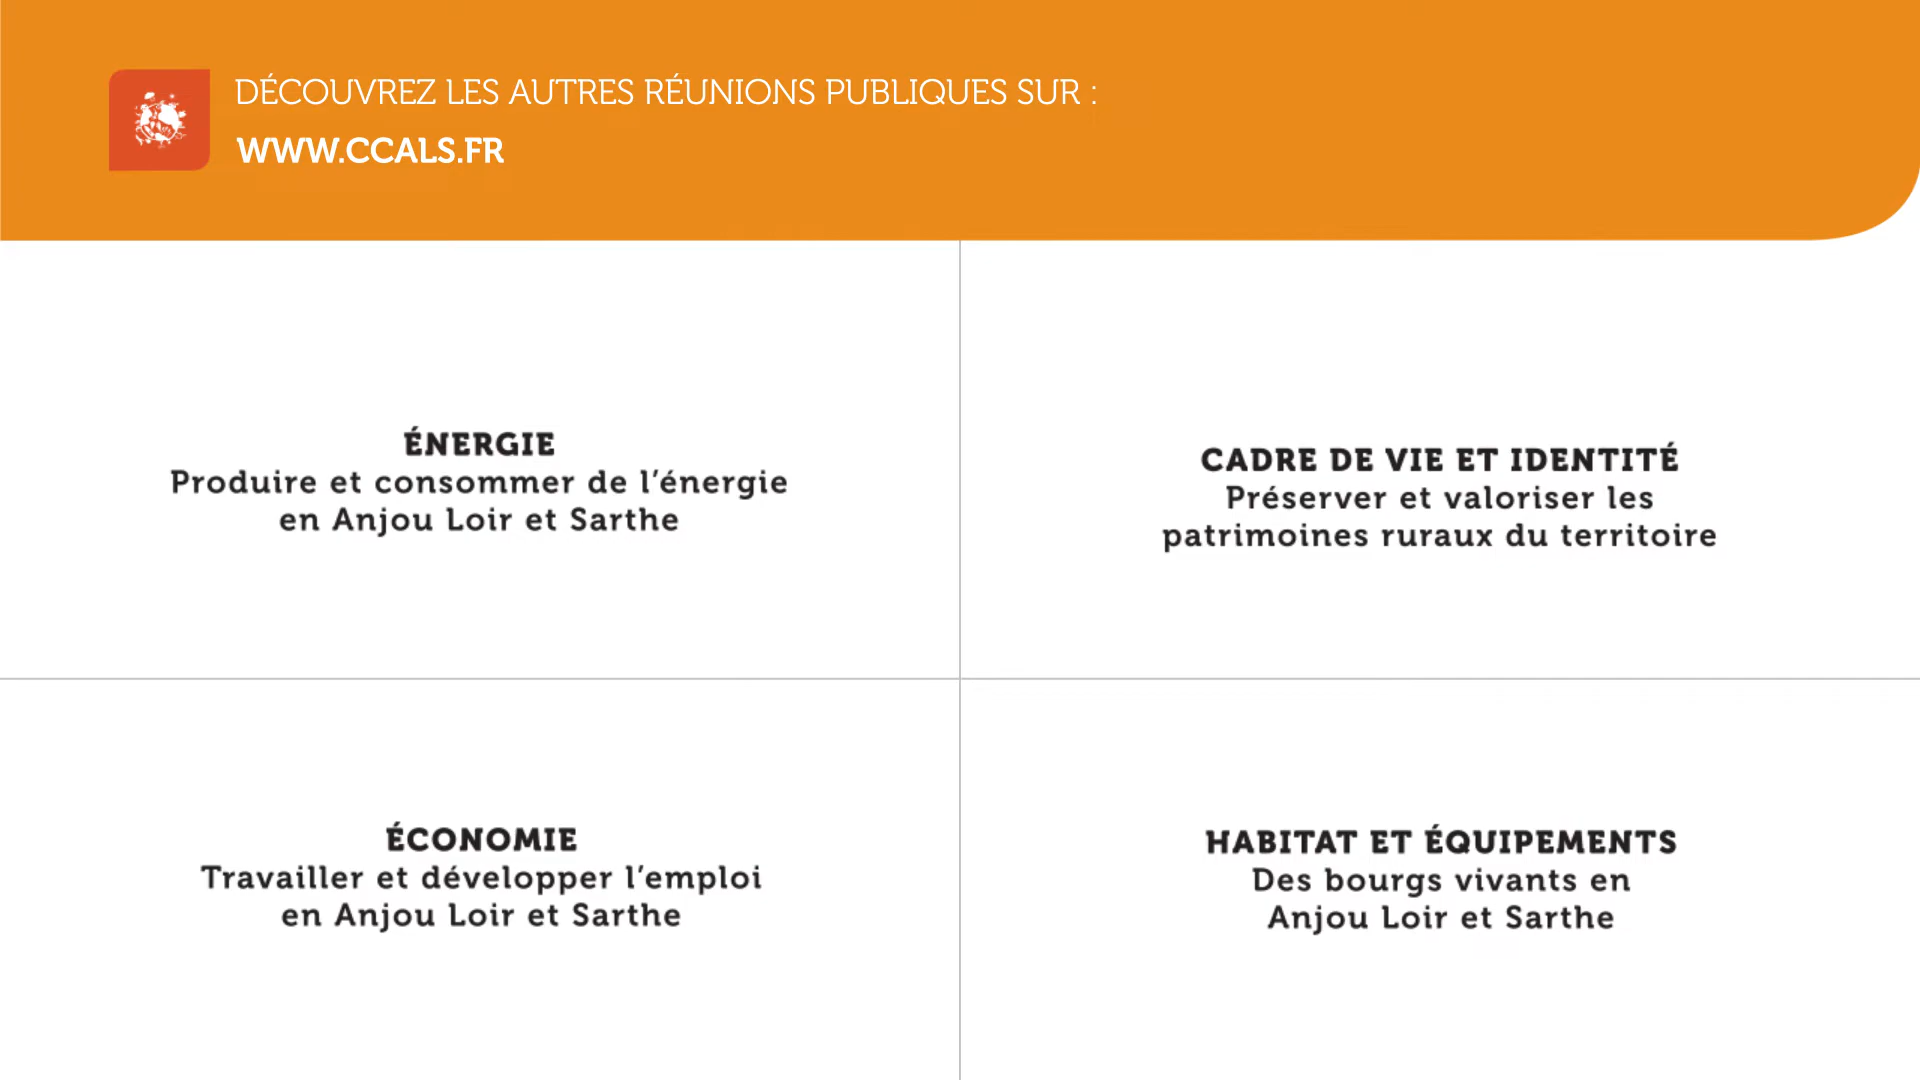 DÉCOUVREZ LES AUTRES RÉUNIONS PUBLIQUES SUR :
WWW.CCALS.FR
ÉNERGIE
Produire et consommer de l’énergie
en Anjou Loir et Sarthe
CADRE DE VIE ET IDENTITÉ
Préserver et valoriser les
patrimoines ruraux du territoire
ÉCONOMIE
Travailler et développer l’emploi
en Anjou Loir et Sarthe
HABITAT ET ÉQUIPEMENTS
Des bourgs vivants en
Anjou Loir et Sarthe